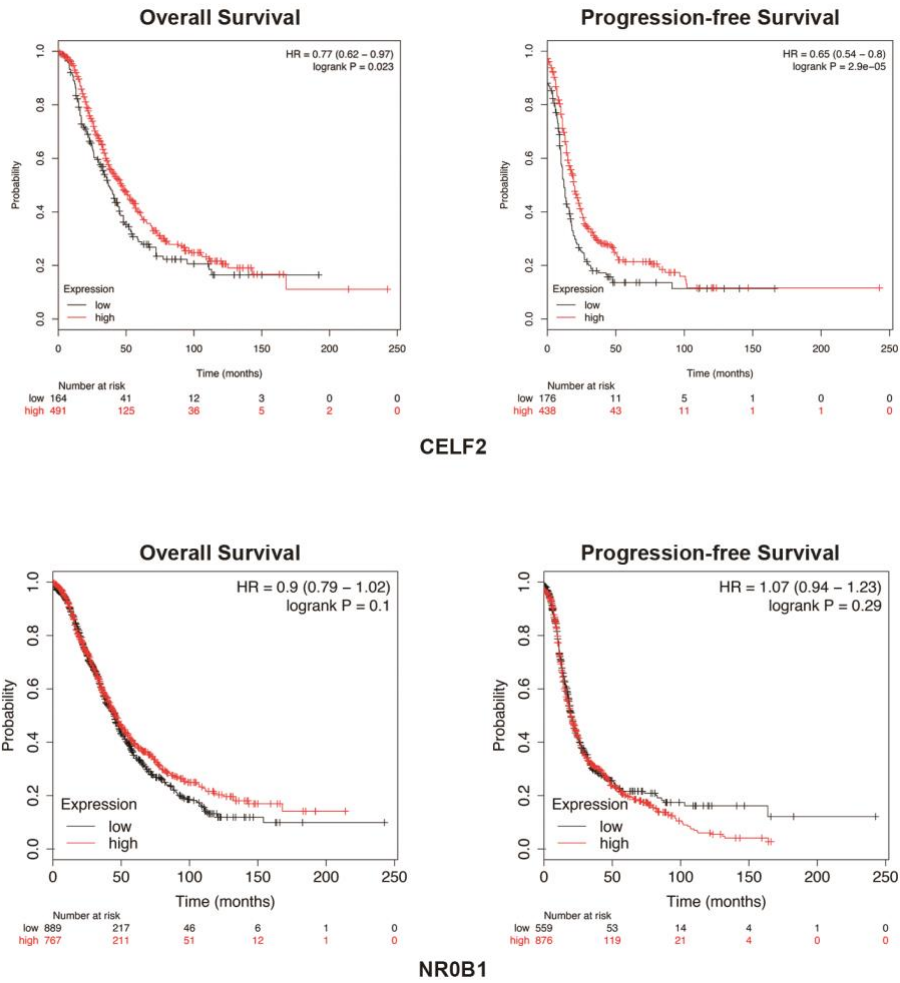 Overall Survival
Progression-free Survival
HR = 0.77 (0.62 − 0.97)
logrank P = 0.023
Probability
1.0
0.8
0.6
0.4
0.2
0.0
Expression
low
high
0 50 100 150 200 250
Time (months)
Number at risk
low 164 41 12 3 0 0
high 491 125 36 5 2 0
HR = 0.65 (0.54 − 0.8)
logrank P = 2.9e−05
Probability
1.0
0.8
0.6
0.4
0.2
0.0
Expression
low
high
0 50 100 150 200 250
Time (months)
Number at risk
low 176 11 5 1 0 0
high 438 43 11 1 1 0
CELF2
Overall Survival
Progression-free Survival
HR = 0.9 (0.79 − 1.02)
logrank P = 0.1
Probability
1.0
0.8
0.6
0.4
0.2
0.0
Expression
low
high
0 50 100 150 200 250
Time (months)
Number at risk
low 889 217 46 6 1 0
high 767 211 51 12 1 0
HR = 1.07 (0.94 − 1.23)
logrank P = 0.29
Probability
1.0
0.8
0.6
0.4
0.2
0.0
Expression
low
high
0 50 100 150 200 250
Time (months)
Number at risk
low 559 53 14 4 1 0
high 876 119 21 4 0 0
NR0B1